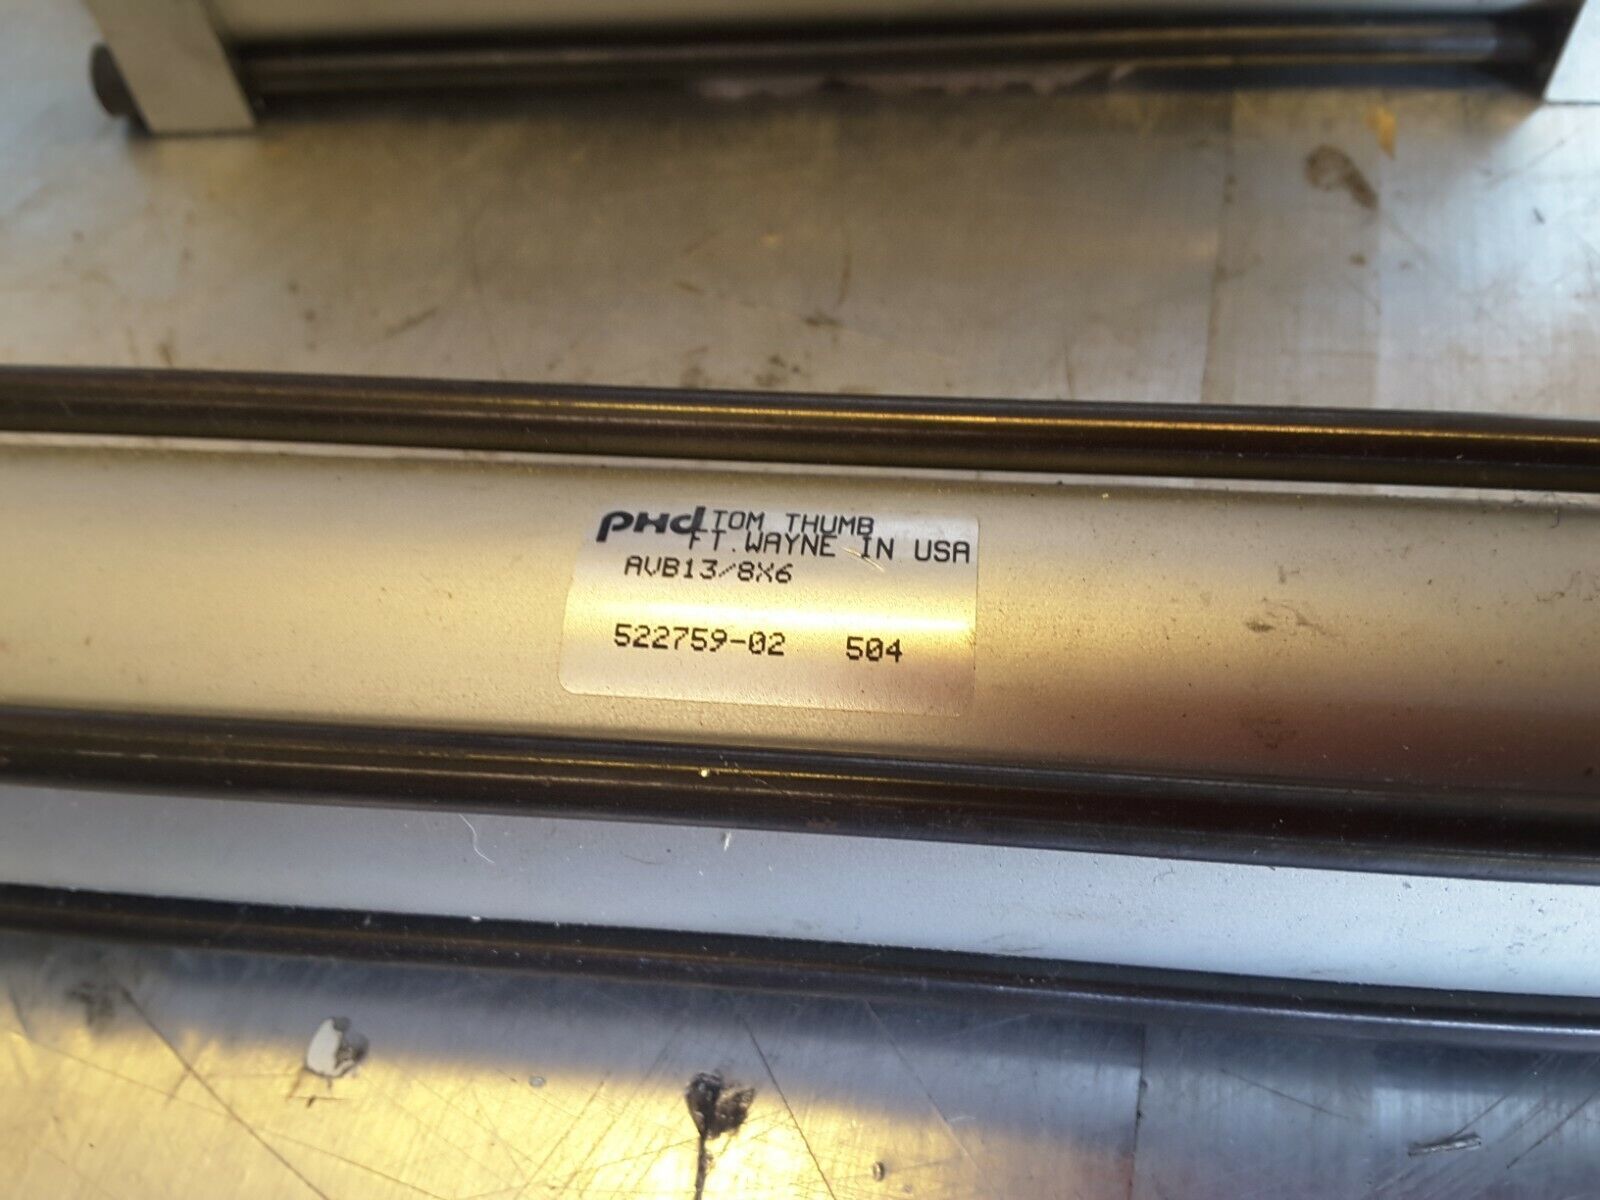 PHD TOM THUMB
FT. WAYNE IN USA
AVB13/8X6
522759-02 504